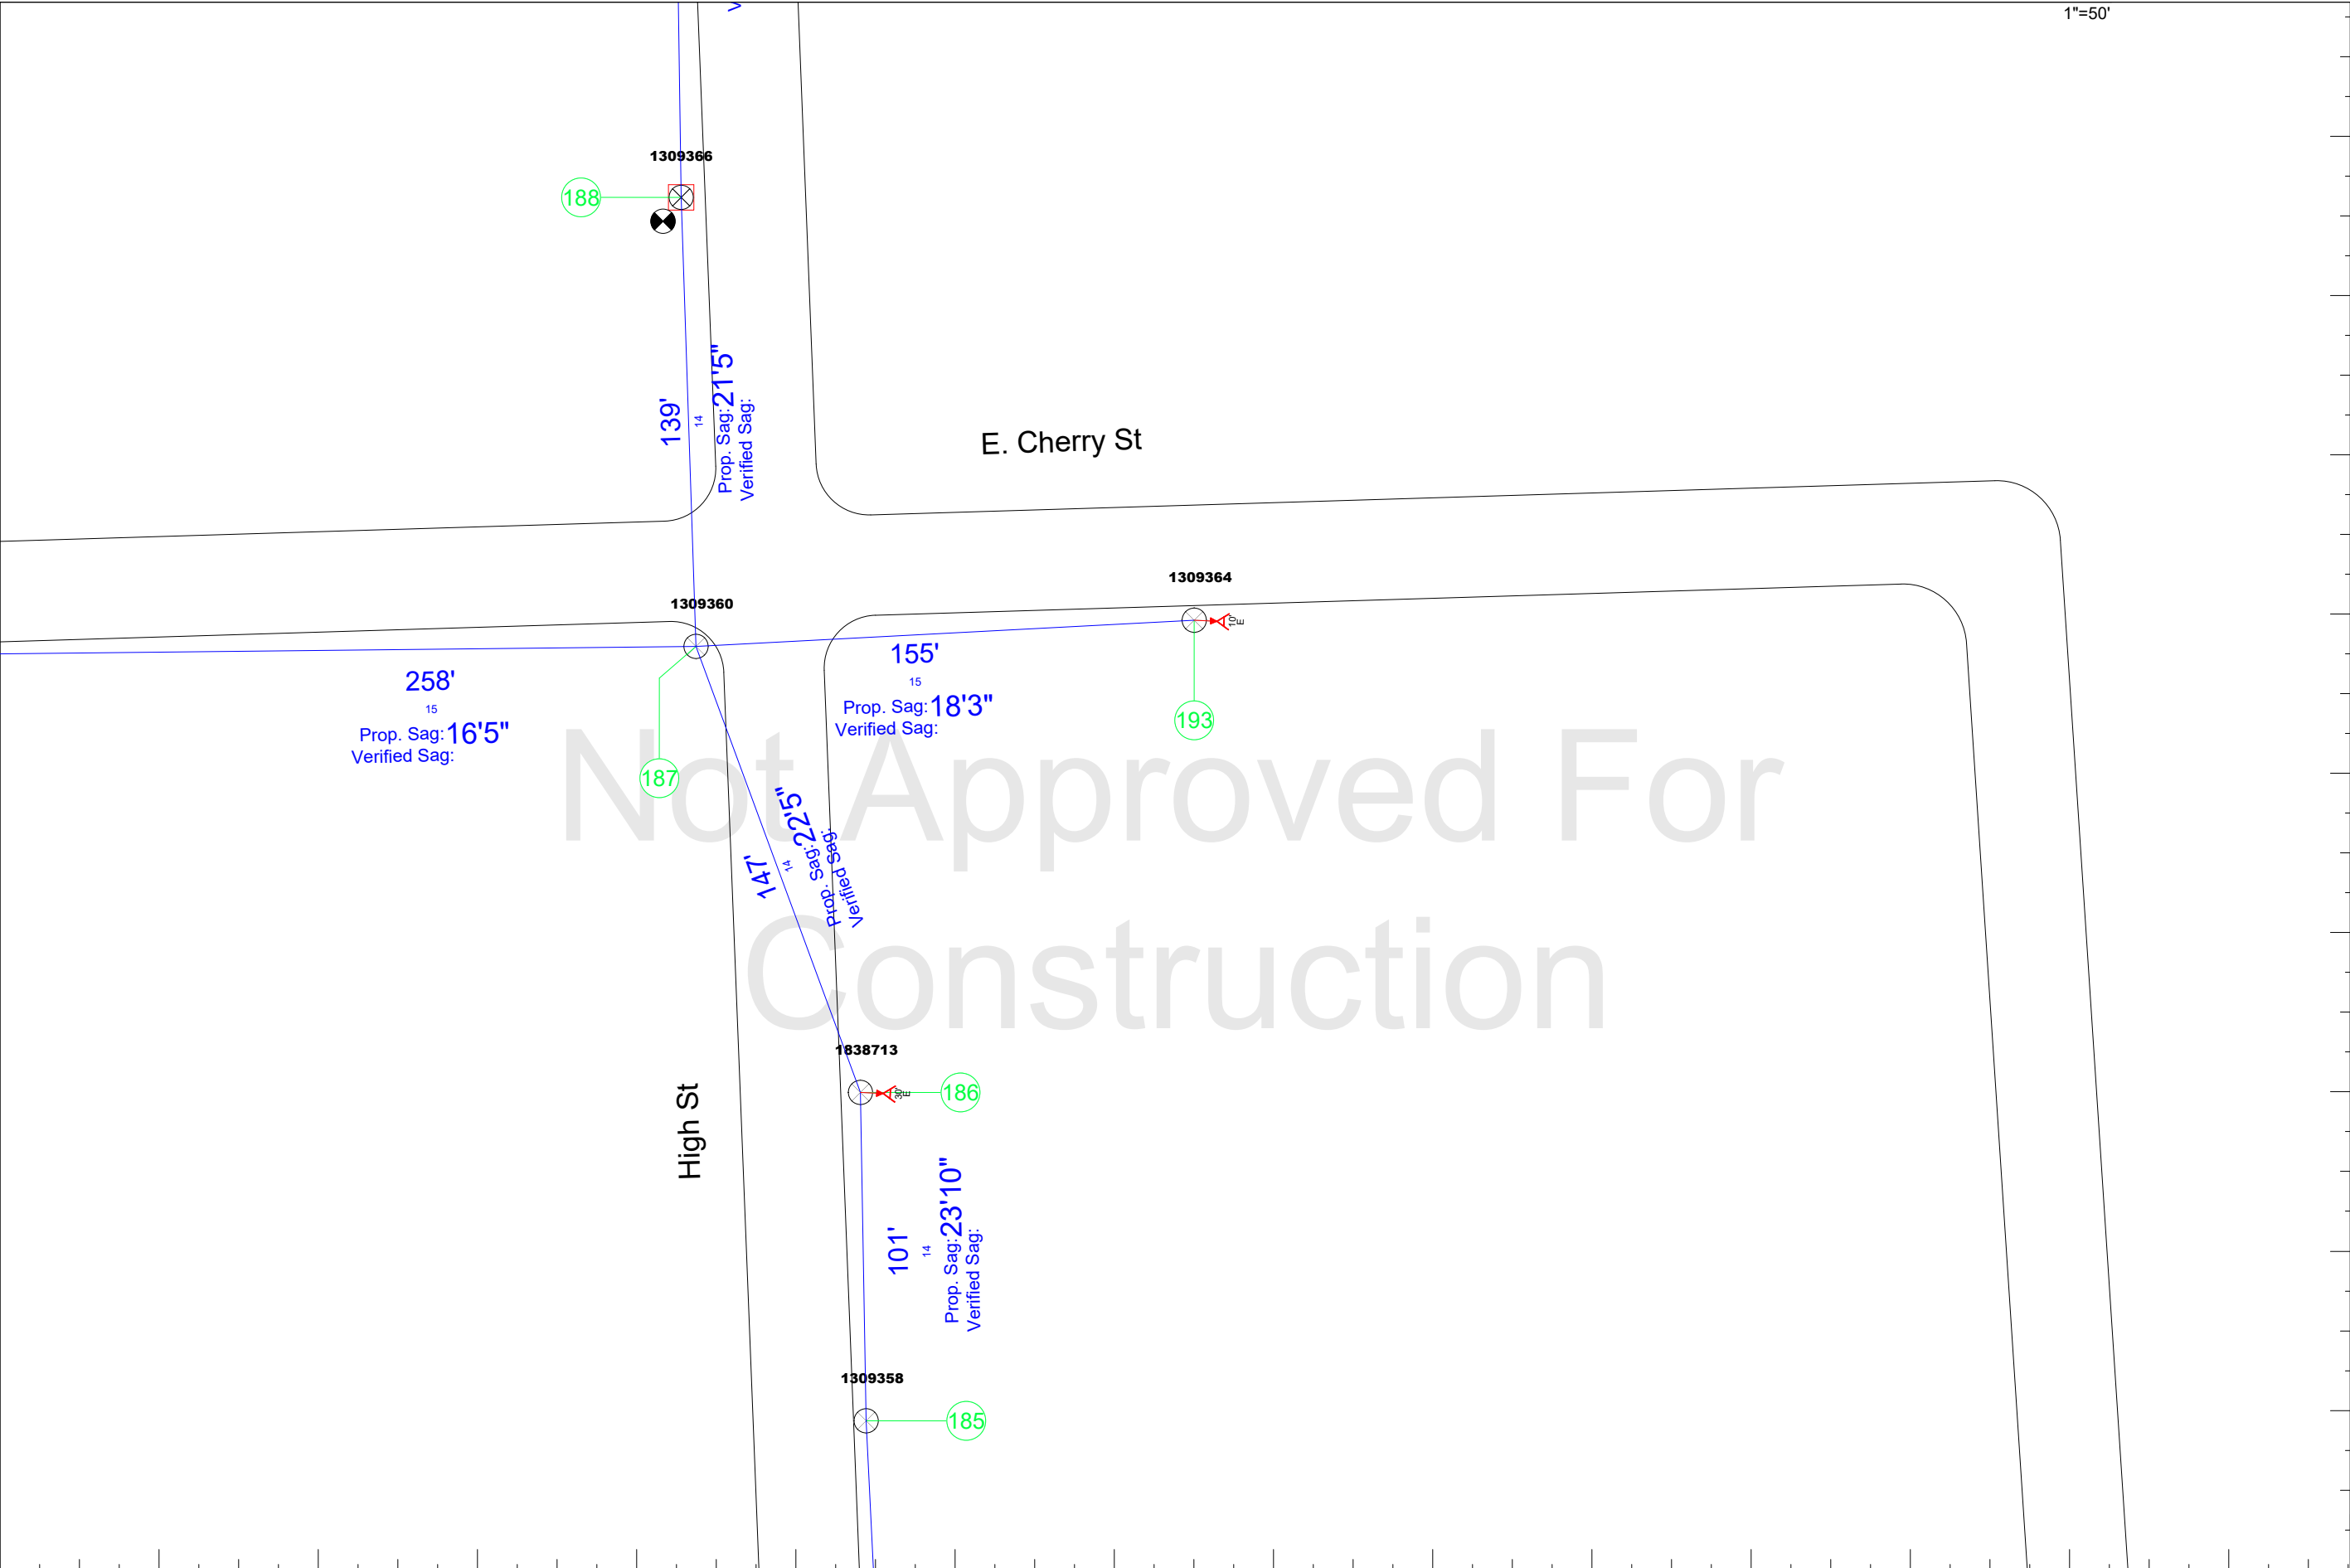 1"=50'
V
1309366
188
139'
14
Prop. Sag:21'5"
Verified Sag:
E. Cherry St
1309364
1309360
10'
E
258'
15
Prop. Sag:16'5"
Verified Sag:
155'
15
Prop. Sag:18'3"
Verified Sag:
193
187
Not Approved For
Construction
147'
14
Prop. Sag:22'5"
Verified Sag:
1838713
30'
E
186
High St
101'
14
Prop. Sag:23'10"
Verified Sag:
1309358
185